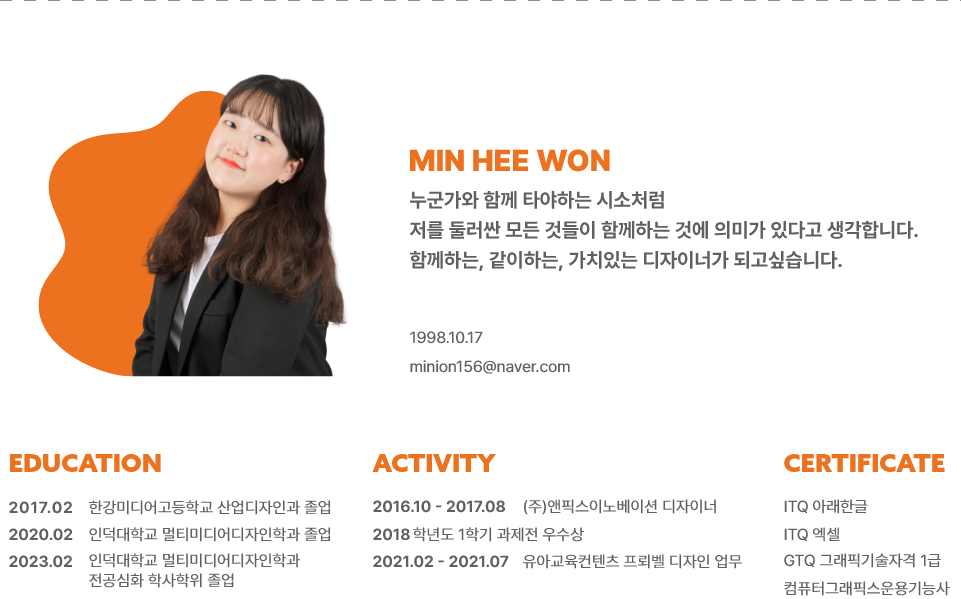 MIN HEE WON
누군가와 함께 타야하는 시소처럼
저를 둘러싼 모든 것들이 함께하는 것에 의미가 있다고 생각합니다.
함께하는, 같이하는, 가치있는 디자이너가 되고싶습니다.
1998.10.17
minion156@naver.com
EDUCATION
2017.02 한강미디어고등학교 산업디자인과 졸업
2020.02 인덕대학교 멀티미디어디자인학과 졸업
2023.02 인덕대학교 멀티미디어디자인학과
전공심화 학사학위 졸업
ACTIVITY
2016.10 - 2017.08 (주)앤픽스이노베이션 디자이너
2018 학년도 1학기 과제전 우수상
2021.02 - 2021.07 유아교육컨텐츠 프뢰벨 디자인 업무
CERTIFICATE
ITQ 아래한글
ITQ 엑셀
GTQ 그래픽기술자격 1급
컴퓨터그래픽스운용기능사